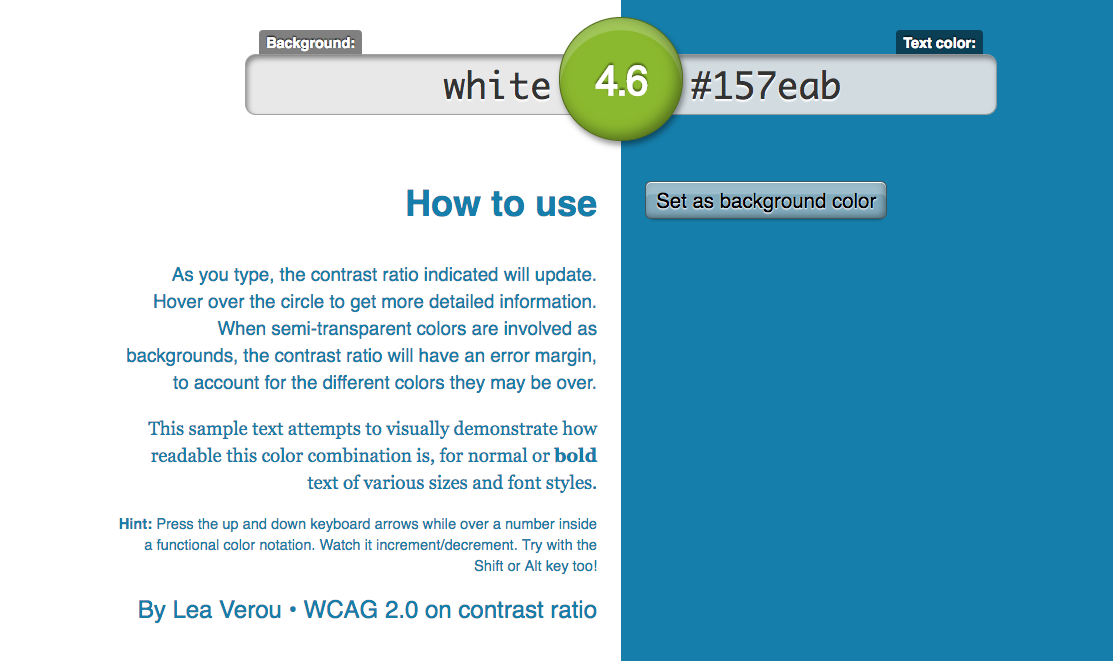 Background:
Text color:
white
4.6
#157eab
How to use
Set as background color
As you type, the contrast ratio indicated will update.
Hover over the circle to get more detailed information.
When semi-transparent colors are involved as
backgrounds, the contrast ratio will have an error margin,
to account for the different colors they may be over.
This sample text attempts to visually demonstrate how
readable this color combination is, for normal or bold
text of various sizes and font styles.
Hint: Press the up and down keyboard arrows while over a number inside
a functional color notation. Watch it increment/decrement. Try with the
Shift or Alt key too!
By Lea Verou • WCAG 2.0 on contrast ratio